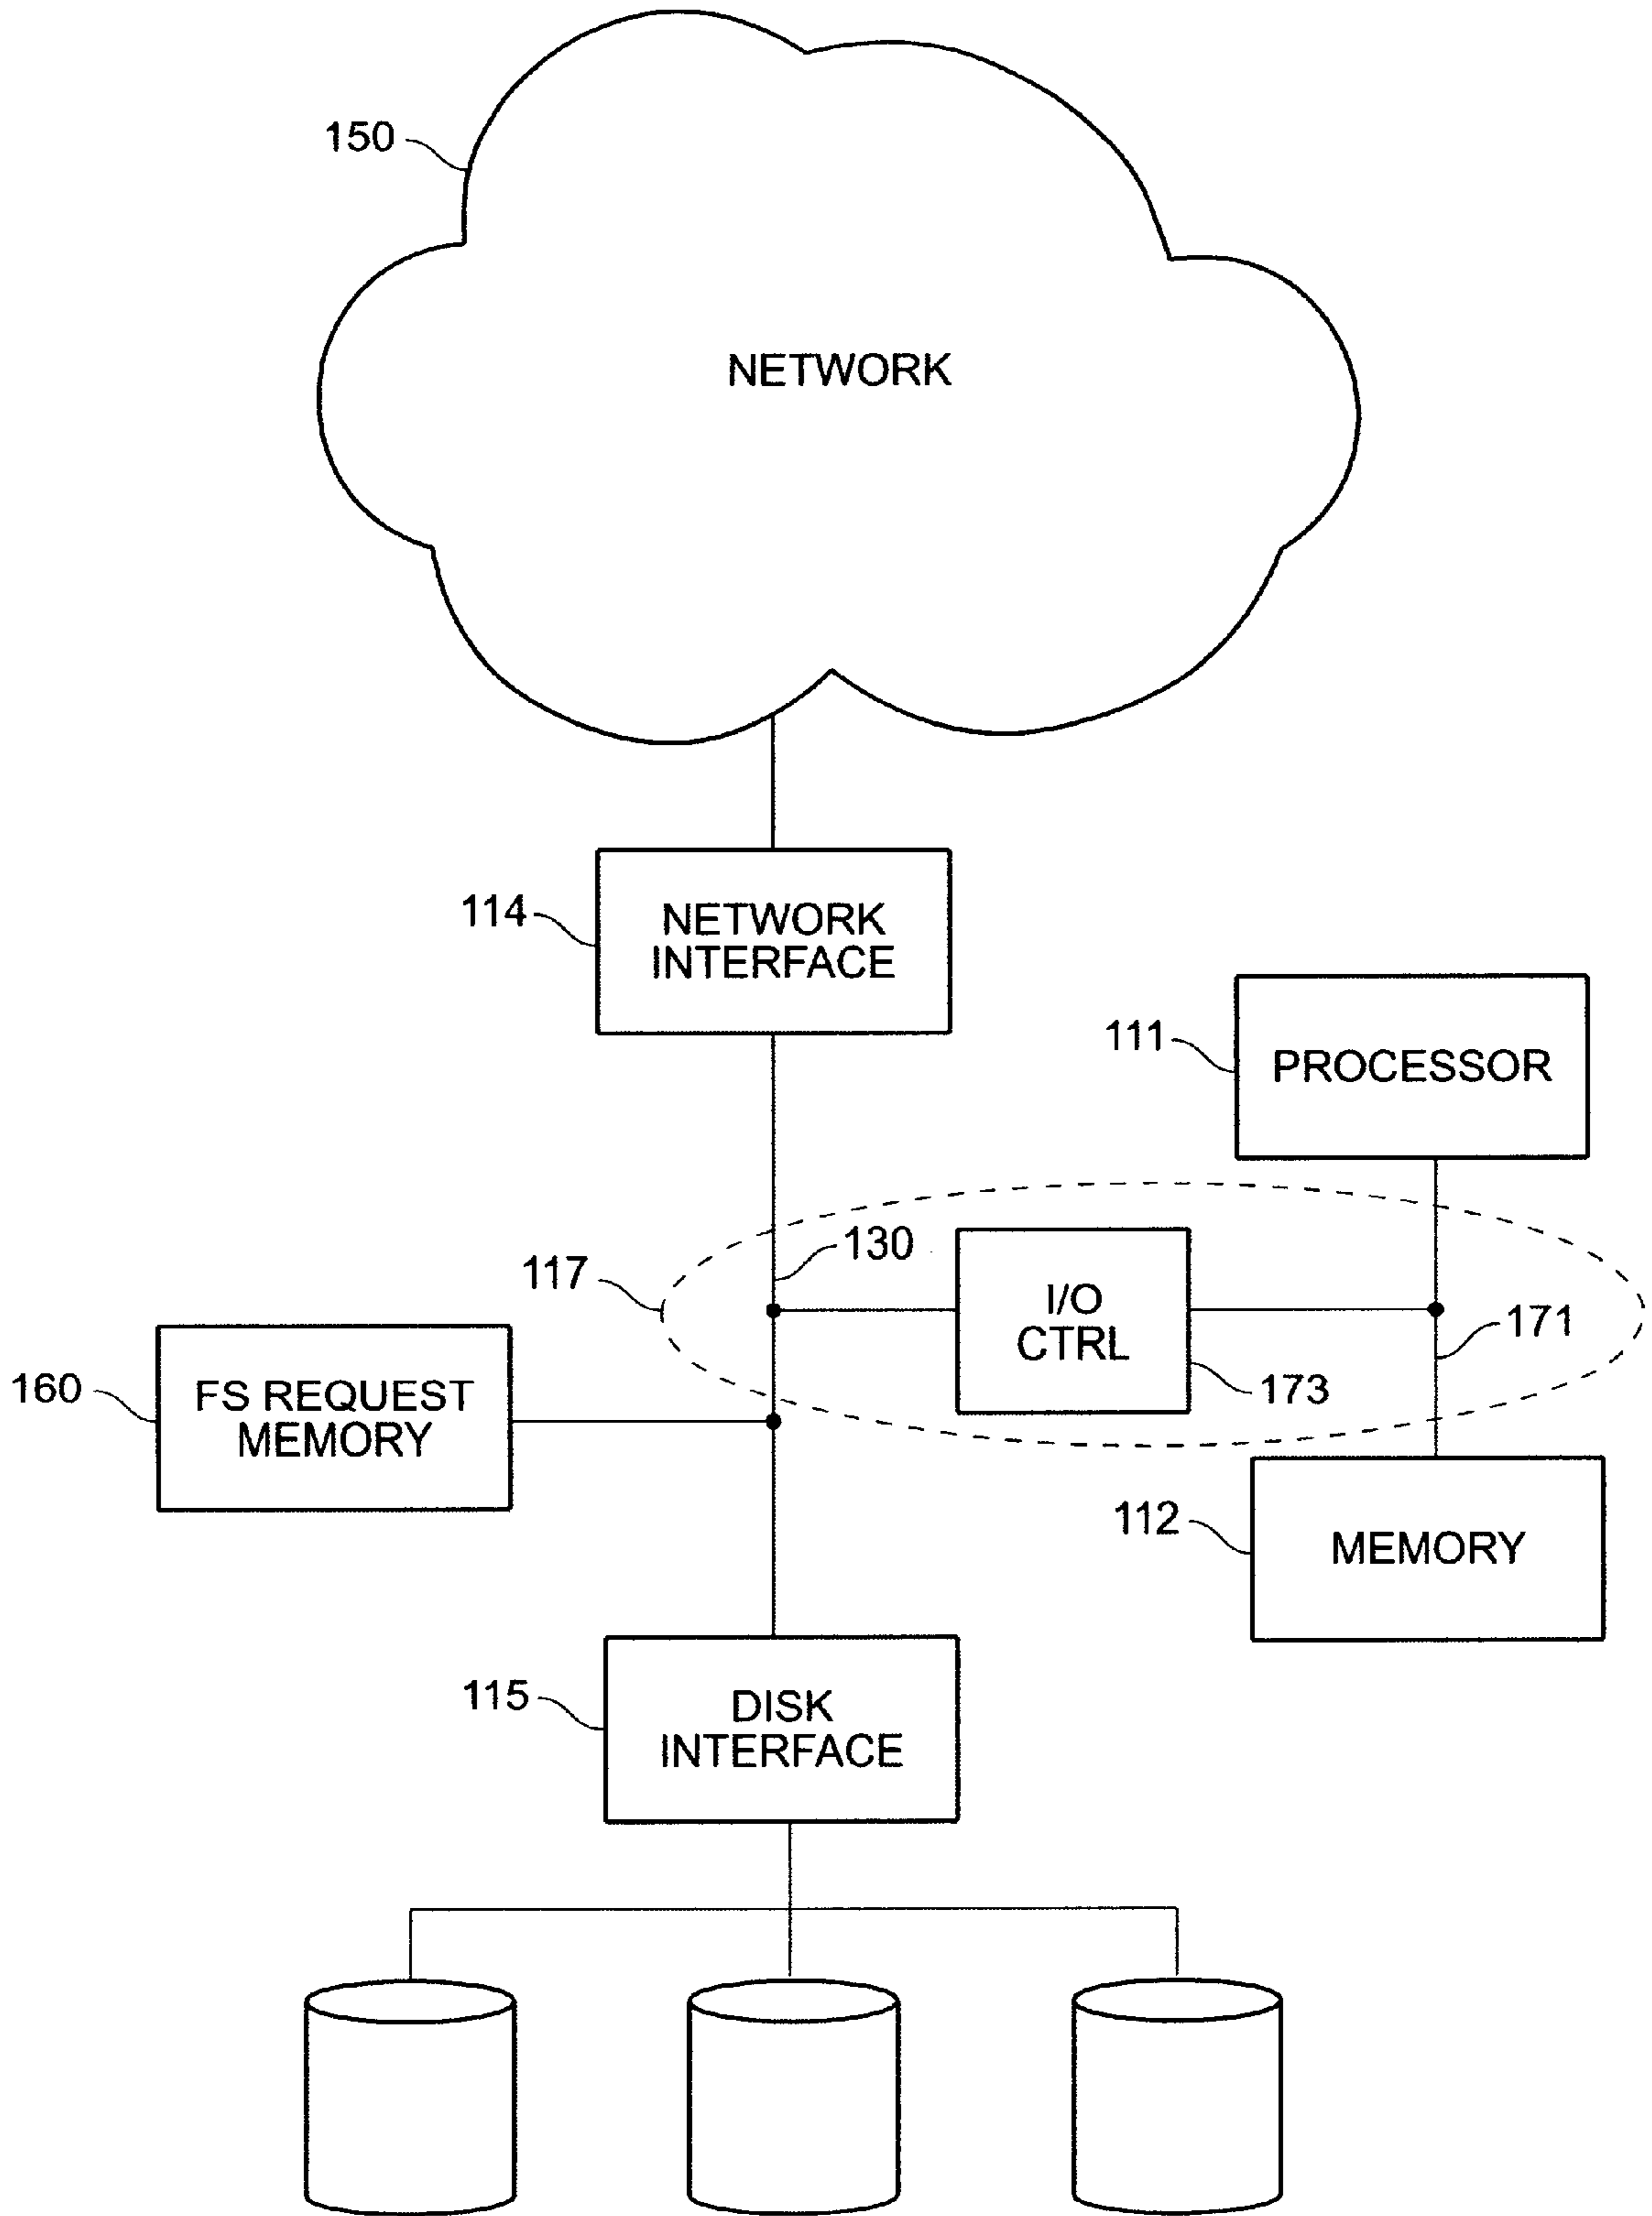 150
NETWORK
114
NETWORK
INTERFACE
111
PROCESSOR
130
117
I/O
CTRL
171
173
160
FS REQUEST
MEMORY
112
MEMORY
115
DISK
INTERFACE